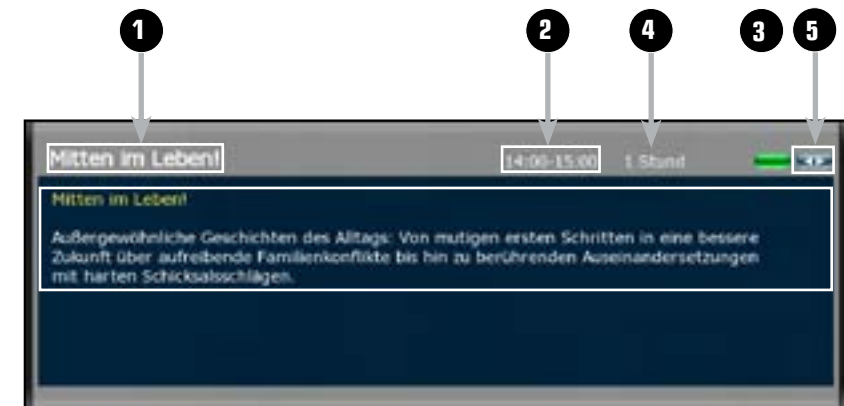 1 2 4 3 5
Mitten im Leben! 14:00-15:00 1 Stund
Mitten im Leben!
Außergewöhnliche Geschichten des Alltags: Von mutigen ersten Schritten in eine bessere
Zukunft über aufreibende Familienkonflikte bis hin zu berührenden Auseinandersetzungen
mit harten Schicksalsschlägen.